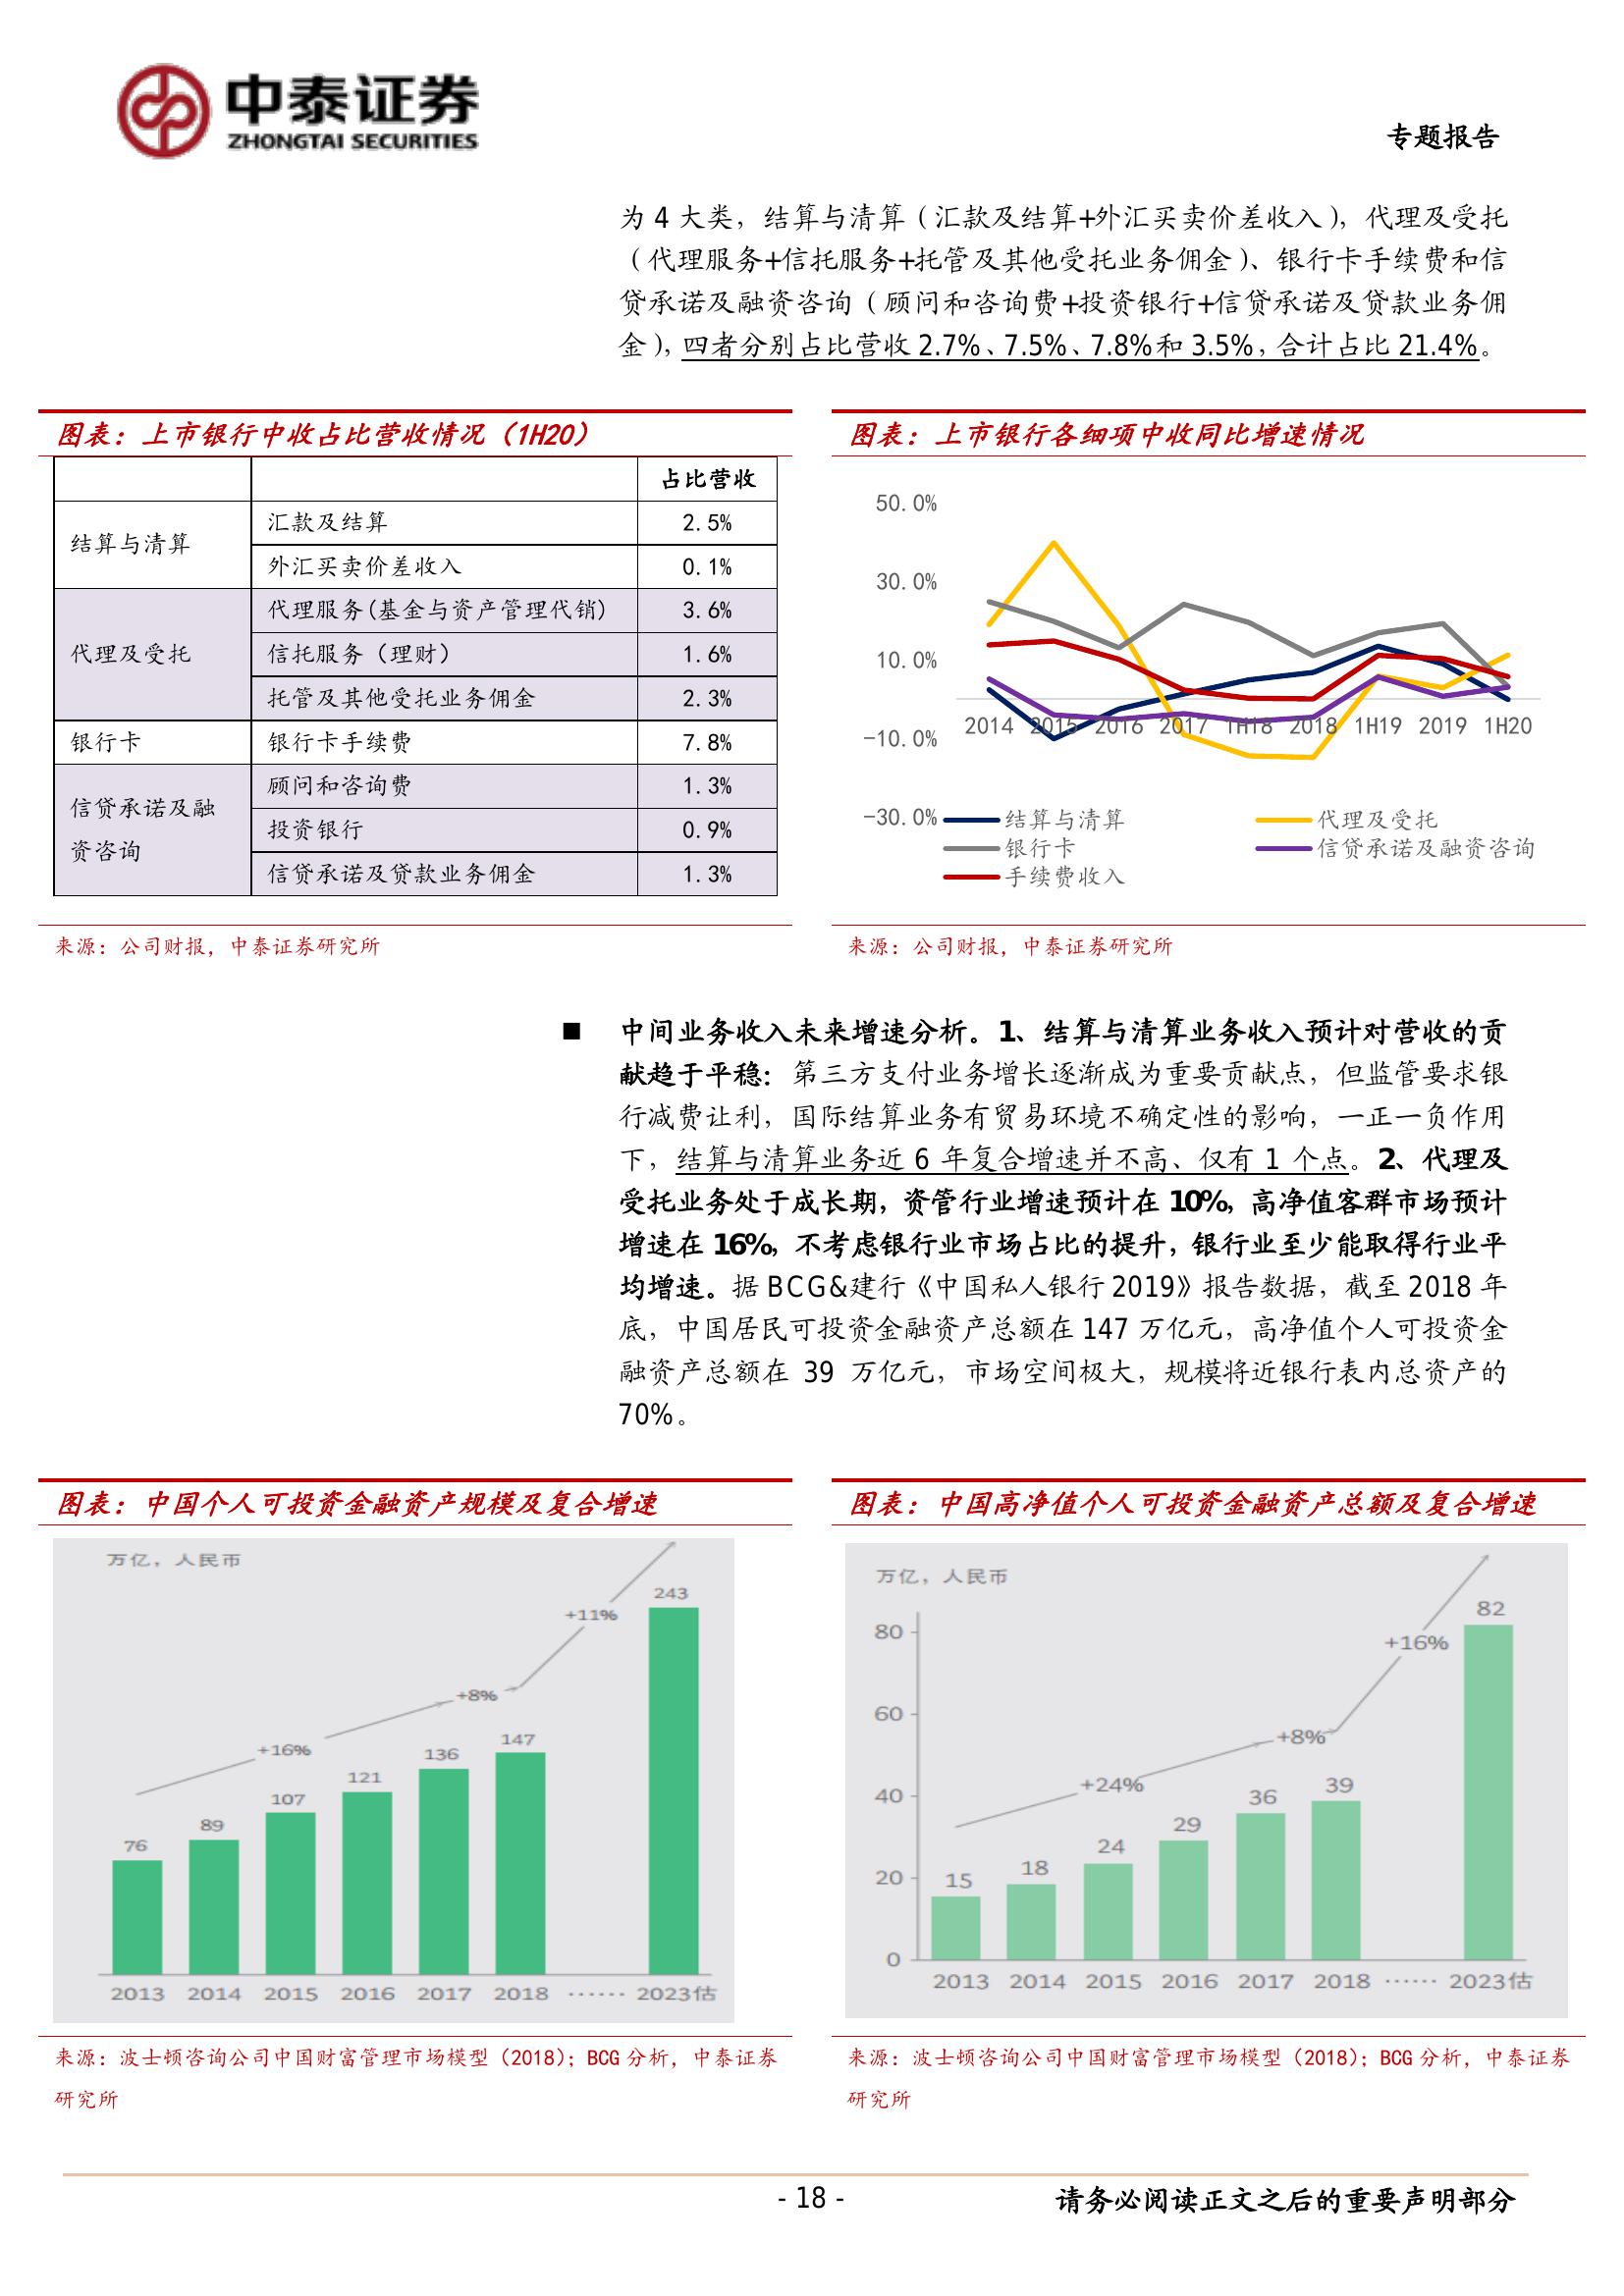 中泰证券
ZHONGTAI SECURITIES
专题报告
为 4 大类，结算与清算（汇款及结算+外汇买卖价差收入），代理及受托
（代理服务+信托服务+托管及其他受托业务佣金）、银行卡手续费和信
贷承诺及融资咨询（顾问和咨询费+投资银行+信贷承诺及贷款业务佣
金），四者分别占比营收 2.7%、7.5%、7.8%和 3.5%，合计占比 21.4%。
图表：上市银行中收占比营收情况（1H20）
占比营收
结算与清算
汇款及结算 2.5%
外汇买卖价差收入 0.1%
代理及受托
代理服务(基金与资产管理代销) 3.6%
信托服务（理财） 1.6%
托管及其他受托业务佣金 2.3%
银行卡 银行卡手续费 7.8%
信贷承诺及融
资咨询
顾问和咨询费 1.3%
投资银行 0.9%
信贷承诺及贷款业务佣金 1.3%
来源：公司财报，中泰证券研究所
图表：上市银行各细项中收同比增速情况
50.0%
30.0%
10.0%
-10.0%
-30.0%
2014 2015 2016 2017 1H18 2018 1H19 2019 1H20
结算与清算 代理及受托
银行卡 信贷承诺及融资咨询
手续费收入
来源：公司财报，中泰证券研究所
■ 中间业务收入未来增速分析。1、结算与清算业务收入预计对营收的贡
献趋于平稳：第三方支付业务增长逐渐成为重要贡献点，但监管要求银
行减费让利，国际结算业务有贸易环境不确定性的影响，一正一负作用
下，结算与清算业务近 6 年复合增速并不高、仅有 1 个点。2、代理及
受托业务处于成长期，资管行业增速预计在 10%，高净值客群市场预计
增速在 16%，不考虑银行业市场占比的提升，银行业至少能取得行业平
均增速。据 BCG&建行《中国私人银行 2019》报告数据，截至 2018 年
底，中国居民可投资金融资产总额在 147 万亿元，高净值个人可投资金
融资产总额在 39 万亿元，市场空间极大，规模将近银行表内总资产的
70%。
图表：中国个人可投资金融资产规模及复合增速
万亿，人民币
+16%
+8%
+11%
76 89 107 121 136 147 243
2013 2014 2015 2016 2017 2018 …… 2023估
来源：波士顿咨询公司中国财富管理市场模型（2018）；BCG 分析，中泰证券
研究所
图表：中国高净值个人可投资金融资产总额及复合增速
万亿，人民币
80
60
40
20
0
+24%
+8%
+16%
15 18 24 29 36 39 82
2013 2014 2015 2016 2017 2018 …… 2023估
来源：波士顿咨询公司中国财富管理市场模型（2018）；BCG 分析，中泰证券
研究所
- 18 -
请务必阅读正文之后的重要声明部分